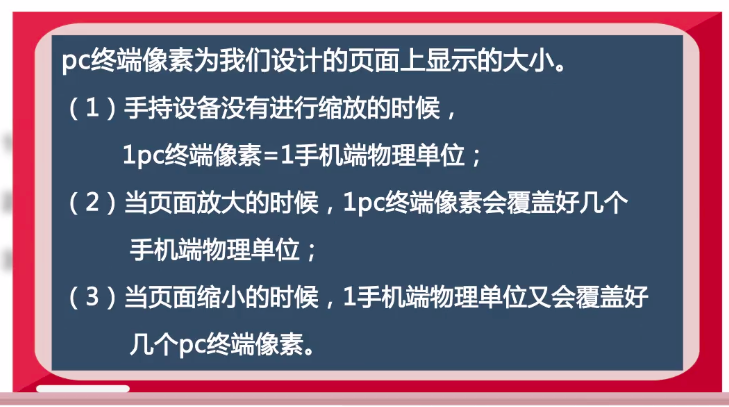 pc终端像素为我们设计的页面上显示的大小。
（1）手持设备没有进行缩放的时候，
1pc终端像素=1手机端物理单位；
（2）当页面放大的时候，1pc终端像素会覆盖好几个
手机端物理单位；
（3）当页面缩小的时候，1手机端物理单位又会覆盖好
几个pc终端像素。